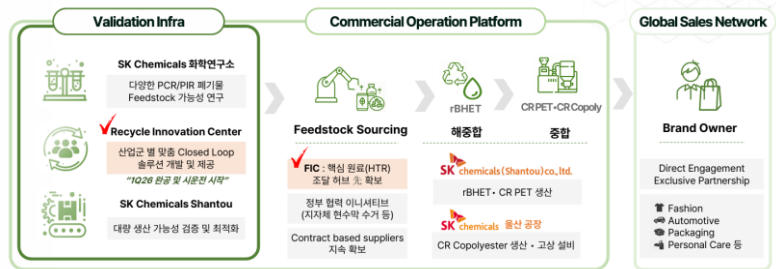 Validation Infra
SK Chemicals 화학연구소
다양한 PCR/PIR 폐기물
Feedstock 가능성 연구
Recycle Innovation Center
산업군 별 맞춤 Closed Loop
솔루션 개발 및 제공
"1Q26 완공 및 시운전 시작"
SK Chemicals Shantou
대량 생산 가능성 검증 및 최적화
Commercial Operation Platform
Feedstock Sourcing
FIC : 핵심 원료(HTR)
조달 허브 先 확보
정부 협력 이니셔티브
(지자체 현수막 수거 등)
Contract based suppliers
지속 확보
rBHET
해중합
CR PET•CR Copoly
중합
SK chemicals (Shantou) co., ltd.
rBHET• CR PET 생산
SK chemicals 울산 공장
CR Copolyester 생산 • 고상 설비
Global Sales Network
Brand Owner
Direct Engagement
Exclusive Partnership
Fashion
Automotive
Packaging
Personal Care 등